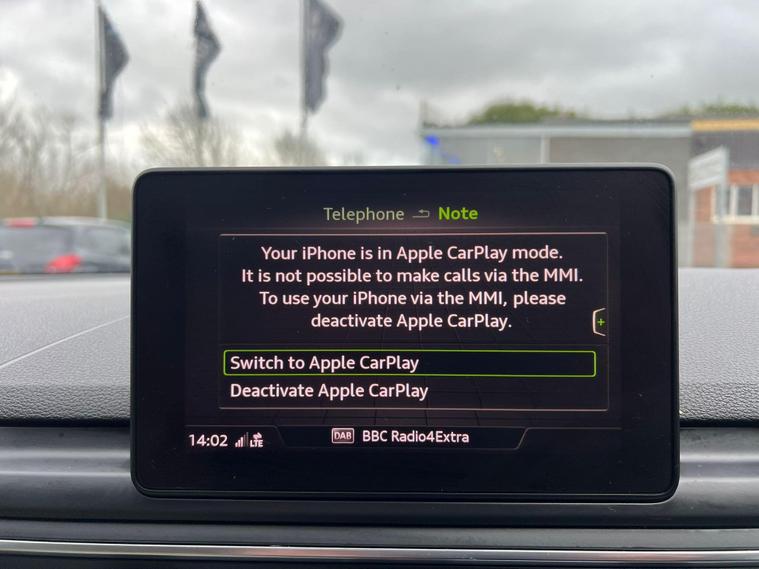 Telephone Note
Your iPhone is in Apple CarPlay mode.
It is not possible to make calls via the MMI.
To use your iPhone via the MMI, please
deactivate Apple CarPlay.
Switch to Apple CarPlay
Deactivate Apple CarPlay
14:02 LTE DAB BBC Radio4Extra